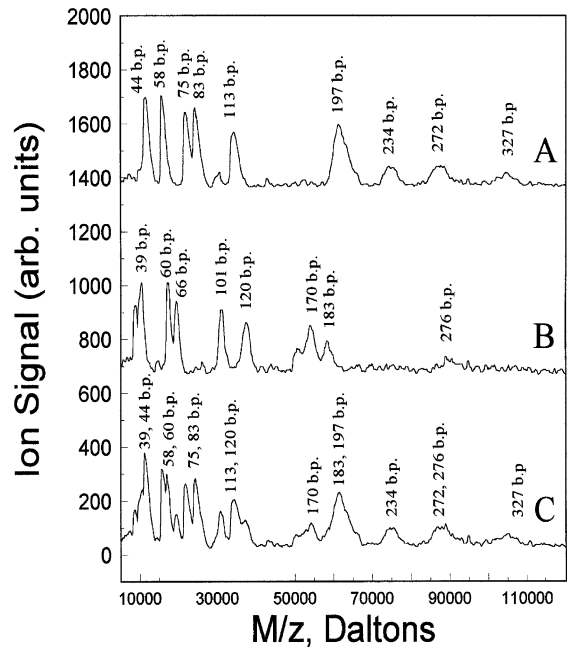 2000
1800
1600
1400
1200
1000
800
600
400
200
0
Ion Signal (arb. units)
44 b.p.
58 b.p.
75 b.p.
83 b.p.
113 b.p.
197 b.p.
234 b.p.
272 b.p.
327 b.p
A
39 b.p.
60 b.p.
66 b.p.
101 b.p.
120 b.p.
170 b.p.
183 b.p.
276 b.p.
B
39, 44 b.p.
58, 60 b.p.
75, 83 b.p.
113, 120 b.p.
170 b.p.
183, 197 b.p.
234 b.p.
272, 276 b.p.
327 b.p
C
10000 30000 50000 70000 90000 110000
M/z, Daltons